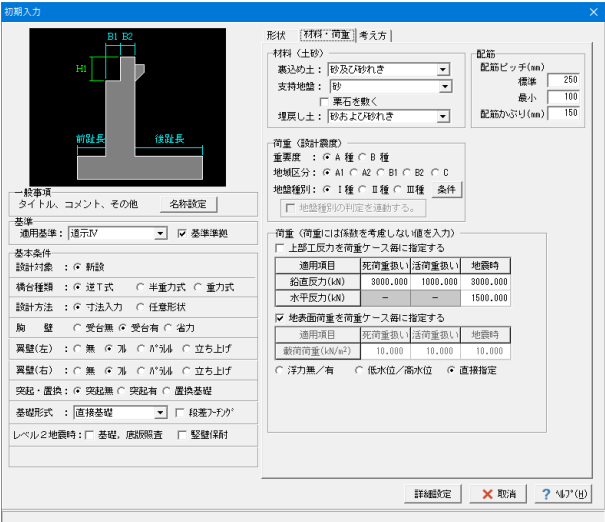 初期入力
B1 B2
H1
前趾長 後趾長
一般事項
タイトル、コメント、その他 名称設定
基準
適用基準： 道示Ⅳ 基準準拠
基本条件
設計対象 ： 新設
橋台種類 ： 逆Ｔ式 半重力式 重力式
設計方法 ： 寸法入力 任意形状
胸 壁 ○ 受台無 受台有 省力
翼壁(左) ： 無 ﾌﾙ ﾊﾟﾗﾚﾙ 立ち上げ
翼壁(右) ： 無 ﾌﾙ ﾊﾟﾗﾚﾙ 立ち上げ
突起・置換： 突起無 突起有 置換基礎
基礎形式 ： 直接基礎 段差ﾌｰﾁﾝｸﾞ
レベル２地震時： 基礎，底版照査 竪壁保耐
形状 材料・荷重 考え方
材料（土砂）
裏込め土： 砂及び砂れき
支持地盤： 砂
栗石を敷く
埋戻し土： 砂および砂れき
配筋
配筋ピッチ(mm)
標準 250
最小 100
配筋かぶり(mm) 150
荷重（設計震度）
重要度 ： A 種 B 種
地域区分： A1 A2 B1 B2 C
地盤種別： Ⅰ種 Ⅱ種 Ⅲ種 条件
地盤種別の判定を連動する。
荷重（荷重には係数を考慮しない値を入力）
上部工反力を荷重ケース毎に指定する
適用項目 死荷重扱い 活荷重扱い 地震時
鉛直反力(kN) 3000.000 1000.000 3000.000
水平反力(kN) − − 1500.000
地表面荷重を荷重ケース毎に指定する
適用項目 死荷重扱い 活荷重扱い 地震時
載荷荷重(kN/m²) 10.000 10.000 10.000
浮力無／有 低水位／高水位 直接指定
詳細設定 取消 ? ﾍﾙﾌﾟ(H)